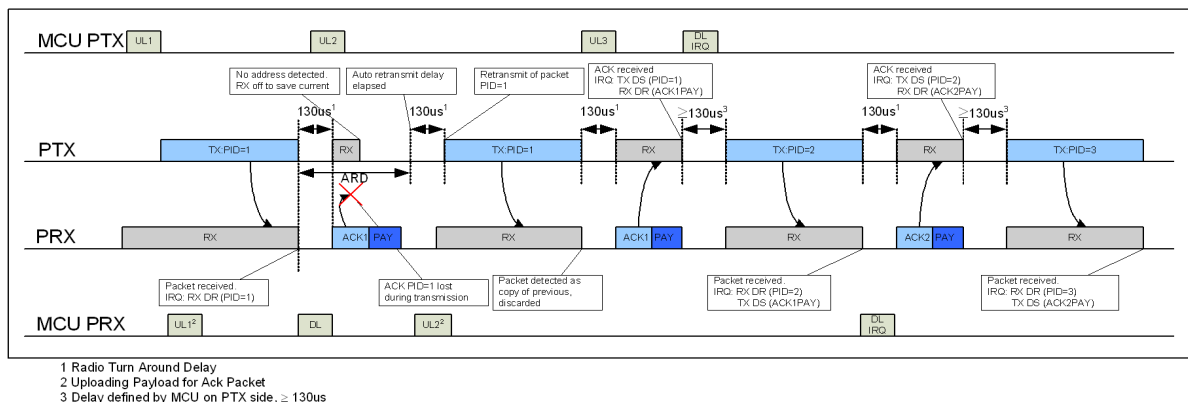 MCU PTX
UL1
UL2
UL3
DL
IRQ
No address detected.
RX off to save current
Auto retransmit delay
elapsed
Retransmit of packet
PID=1
ACK received
IRQ: TX DS (PID=1)
RX DR (ACK1PAY)
ACK received
IRQ: TX DS (PID=2)
RX DR (ACK2PAY)
130us¹
130us¹
130us¹
≥130us³
130us¹
≥130us³
PTX
TX:PID=1
RX
TX:PID=1
RX
TX:PID=2
RX
TX:PID=3
ARD
PRX
RX
ACK1 PAY
RX
ACK1 PAY
RX
ACK2 PAY
RX
Packet received.
IRQ: RX DR (PID=1)
ACK PID=1 lost
during transmission
Packet detected as
copy of previous,
discarded
Packet received.
IRQ: RX DR (PID=2)
TX DS (ACK1PAY)
Packet received.
IRQ: RX DR (PID=3)
TX DS (ACK2PAY)
MCU PRX
UL1²
DL
UL2²
DL
IRQ
1 Radio Turn Around Delay
2 Uploading Payload for Ack Packet
3 Delay defined by MCU on PTX side, ≥ 130us